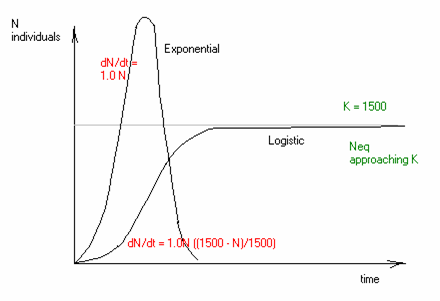 N
individuals
dN/dt =
1.0 N
Exponential
K = 1500
Logistic
Neq
approaching K
dN/dt = 1.0N ((1500 - N)/1500)
time